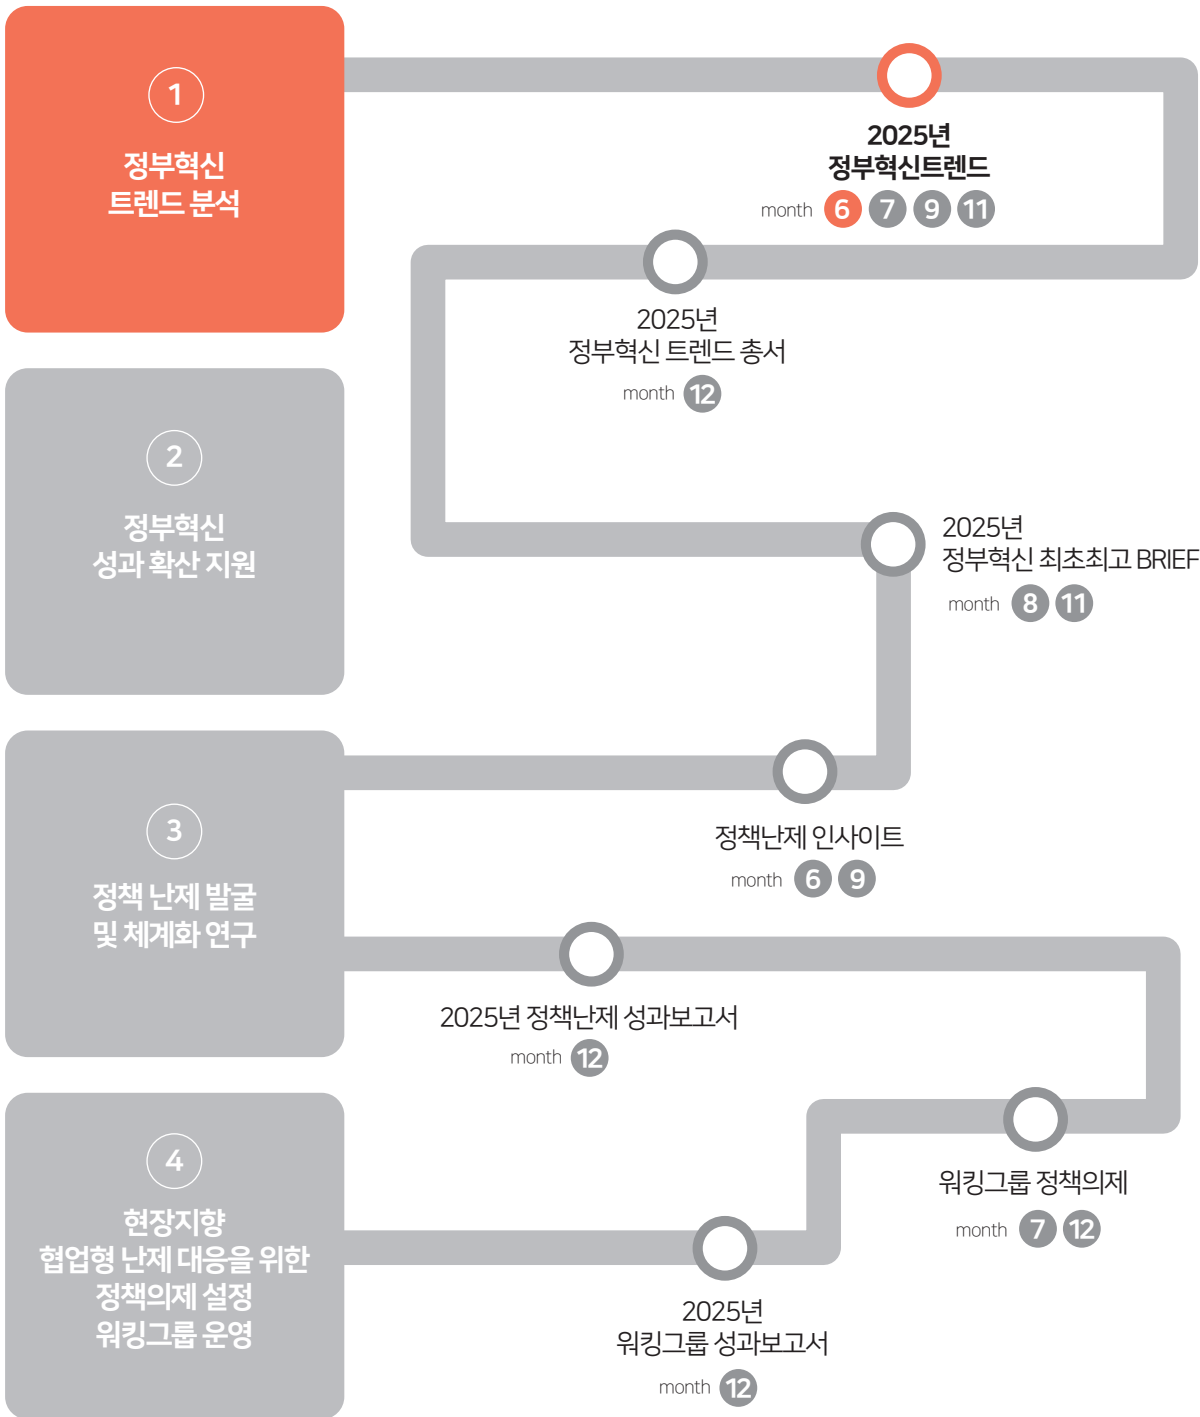 1
정부혁신
트렌드 분석
2025년
정부혁신트렌드
month 6 7 9 11
2025년
정부혁신 트렌드 총서
month 12
2
정부혁신
성과 확산 지원
2025년
정부혁신 최초최고 BRIEF
month 8 11
3
정책 난제 발굴
및 체계화 연구
정책난제 인사이트
month 6 9
2025년 정책난제 성과보고서
month 12
4
현장지향
협업형 난제 대응을 위한
정책의제 설정
워킹그룹 운영
워킹그룹 정책의제
month 7 12
2025년
워킹그룹 성과보고서
month 12